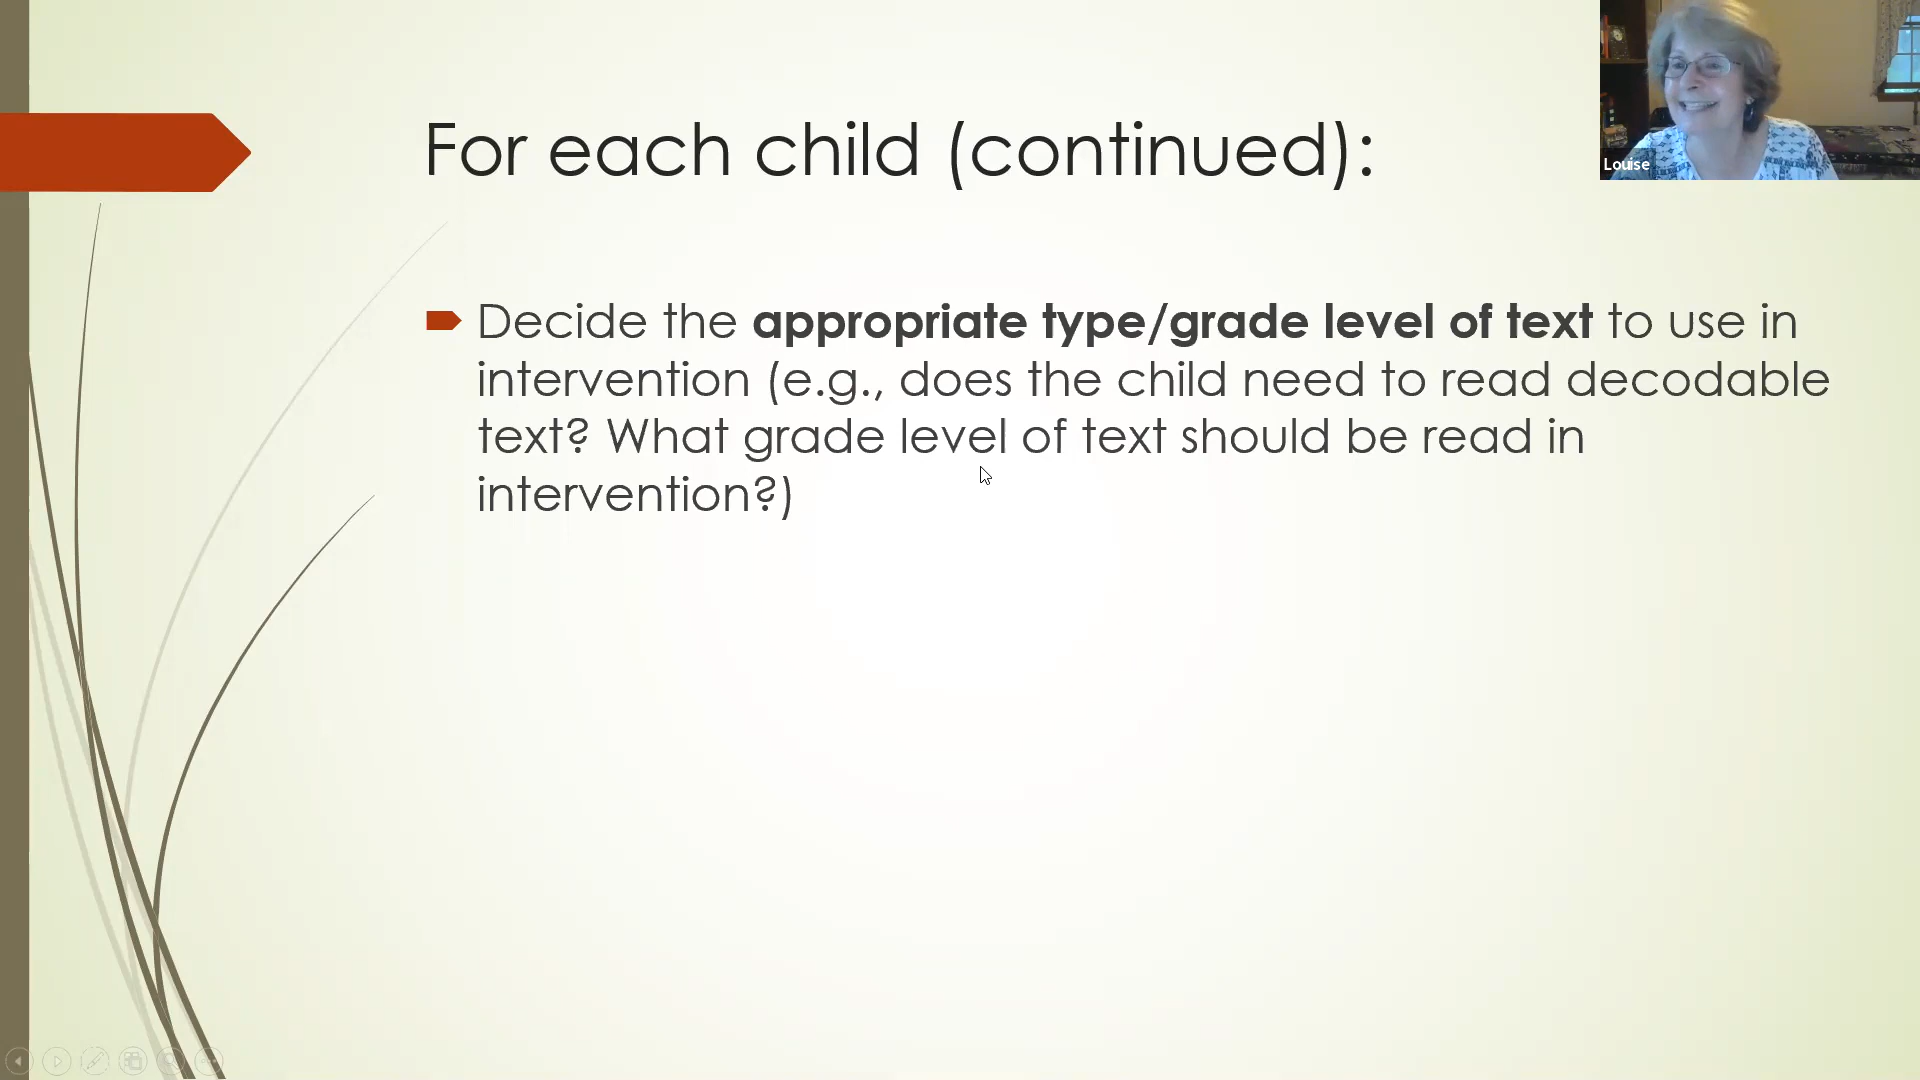 For each child (continued):
Louise
Decide the appropriate type/grade level of text to use in
intervention (e.g., does the child need to read decodable
text? What grade level of text should be read in
intervention?)